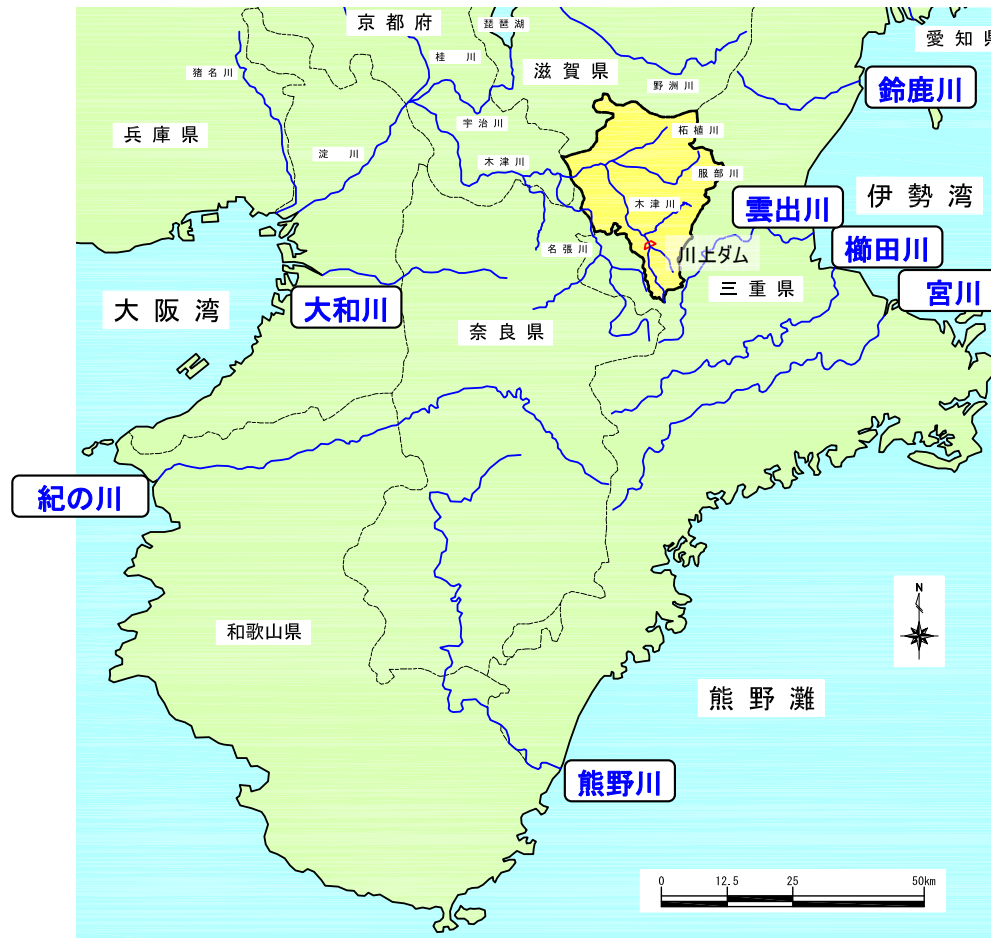 京都府
琵琶湖
愛知県
桂 川
滋賀県
猪名川
野洲川
鈴鹿川
兵庫県
宇治川
柘植川
淀 川
木津川
服部川
伊勢湾
木津川
雲出川
名張川
川上ダム
櫛田川
三重県
宮川
大和川
大阪湾
奈良県
紀の川
N
和歌山県
熊野灘
熊野川
0 12.5 25 50km